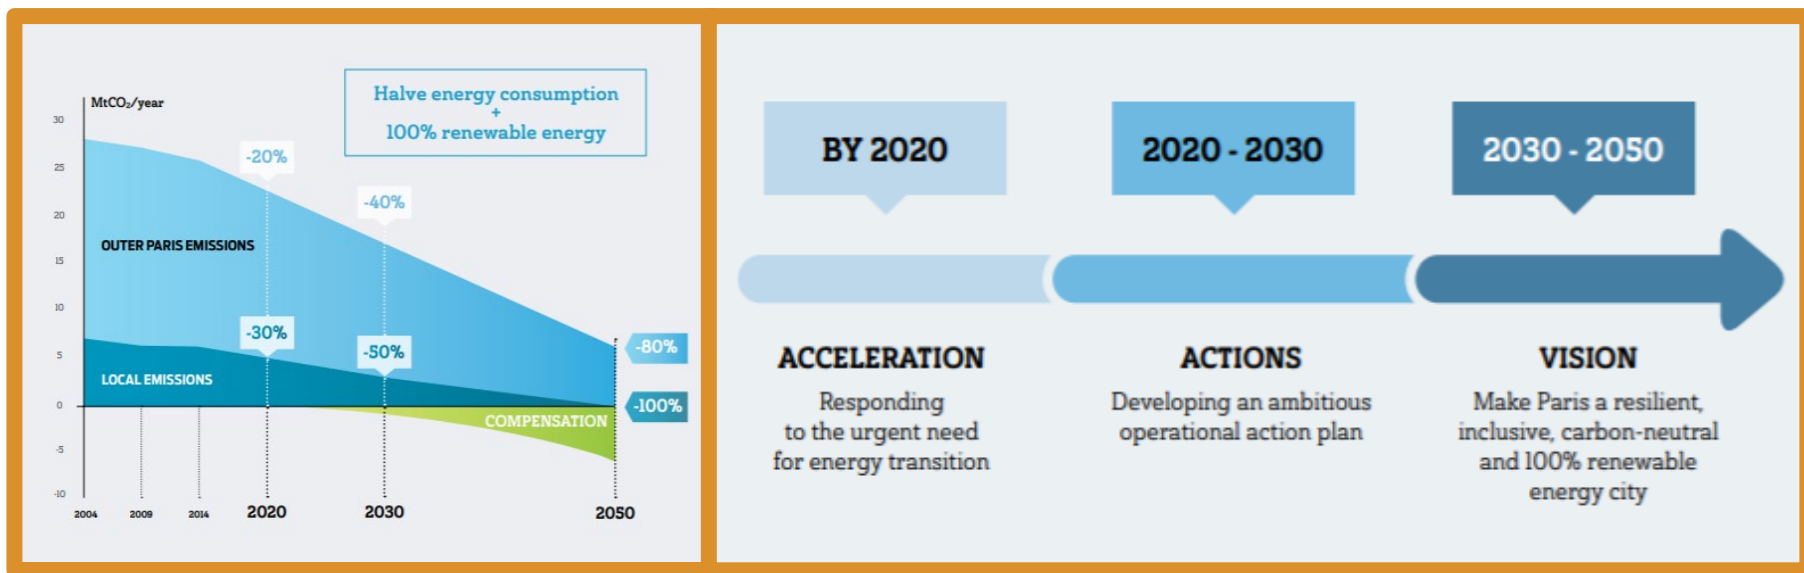 MtCO₂/year
Halve energy consumption
+
100% renewable energy
30
25
20
15
10
5
0
-5
-10
-20%
-40%
OUTER PARIS EMISSIONS
-30%
-50%
-80%
LOCAL EMISSIONS
-100%
COMPENSATION
2004
2009
2014
2020
2030
2050
BY 2020
2020 - 2030
2030 - 2050
ACCELERATION
Responding
to the urgent need
for energy transition
ACTIONS
Developing an ambitious
operational action plan
VISION
Make Paris a resilient,
inclusive, carbon-neutral
and 100% renewable
energy city